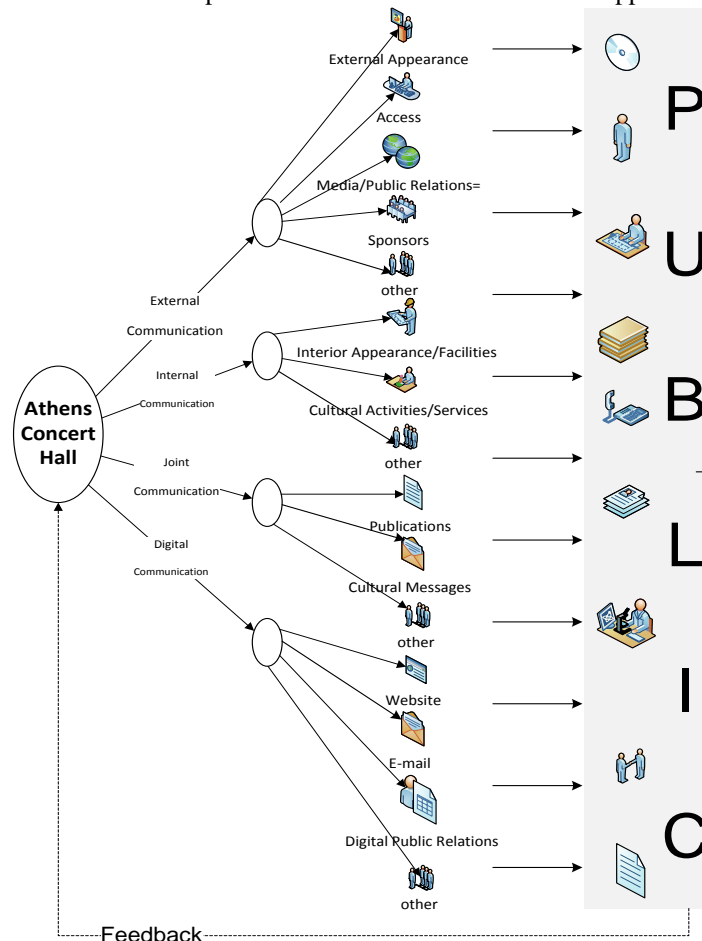 External Appearance
Access
Media/Public Relations=
Sponsors
other
External
Communication
Interior Appearance/Facilities
Internal
Communication
Cultural Activities/Services
other
Athens
Concert
Hall
Joint
Communication
Publications
Cultural Messages
other
Digital
Communication
Website
E-mail
Digital Public Relations
other
P
U
B
L
I
C
Feedback